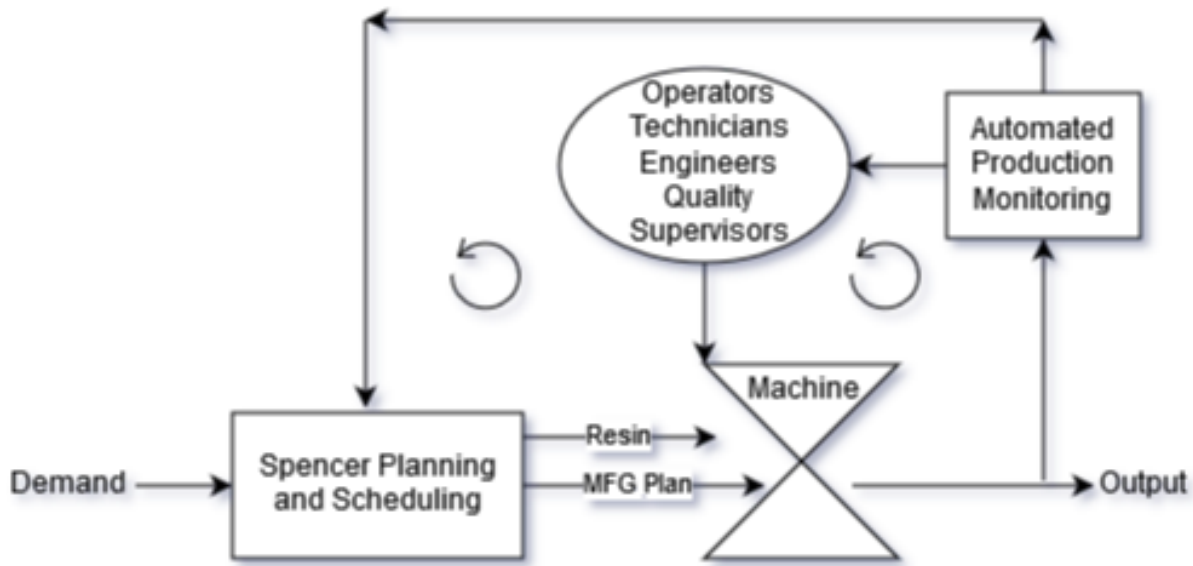 Operators
Technicians
Engineers
Quality
Supervisors
Automated
Production
Monitoring
Machine
Demand
Spencer Planning
and Scheduling
Resin
MFG Plan
Output